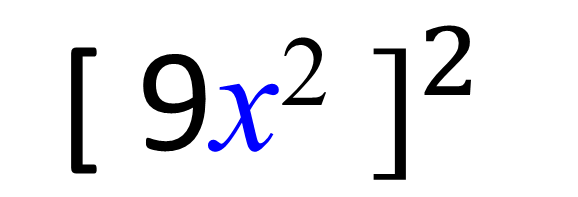 [ 9x² ]²